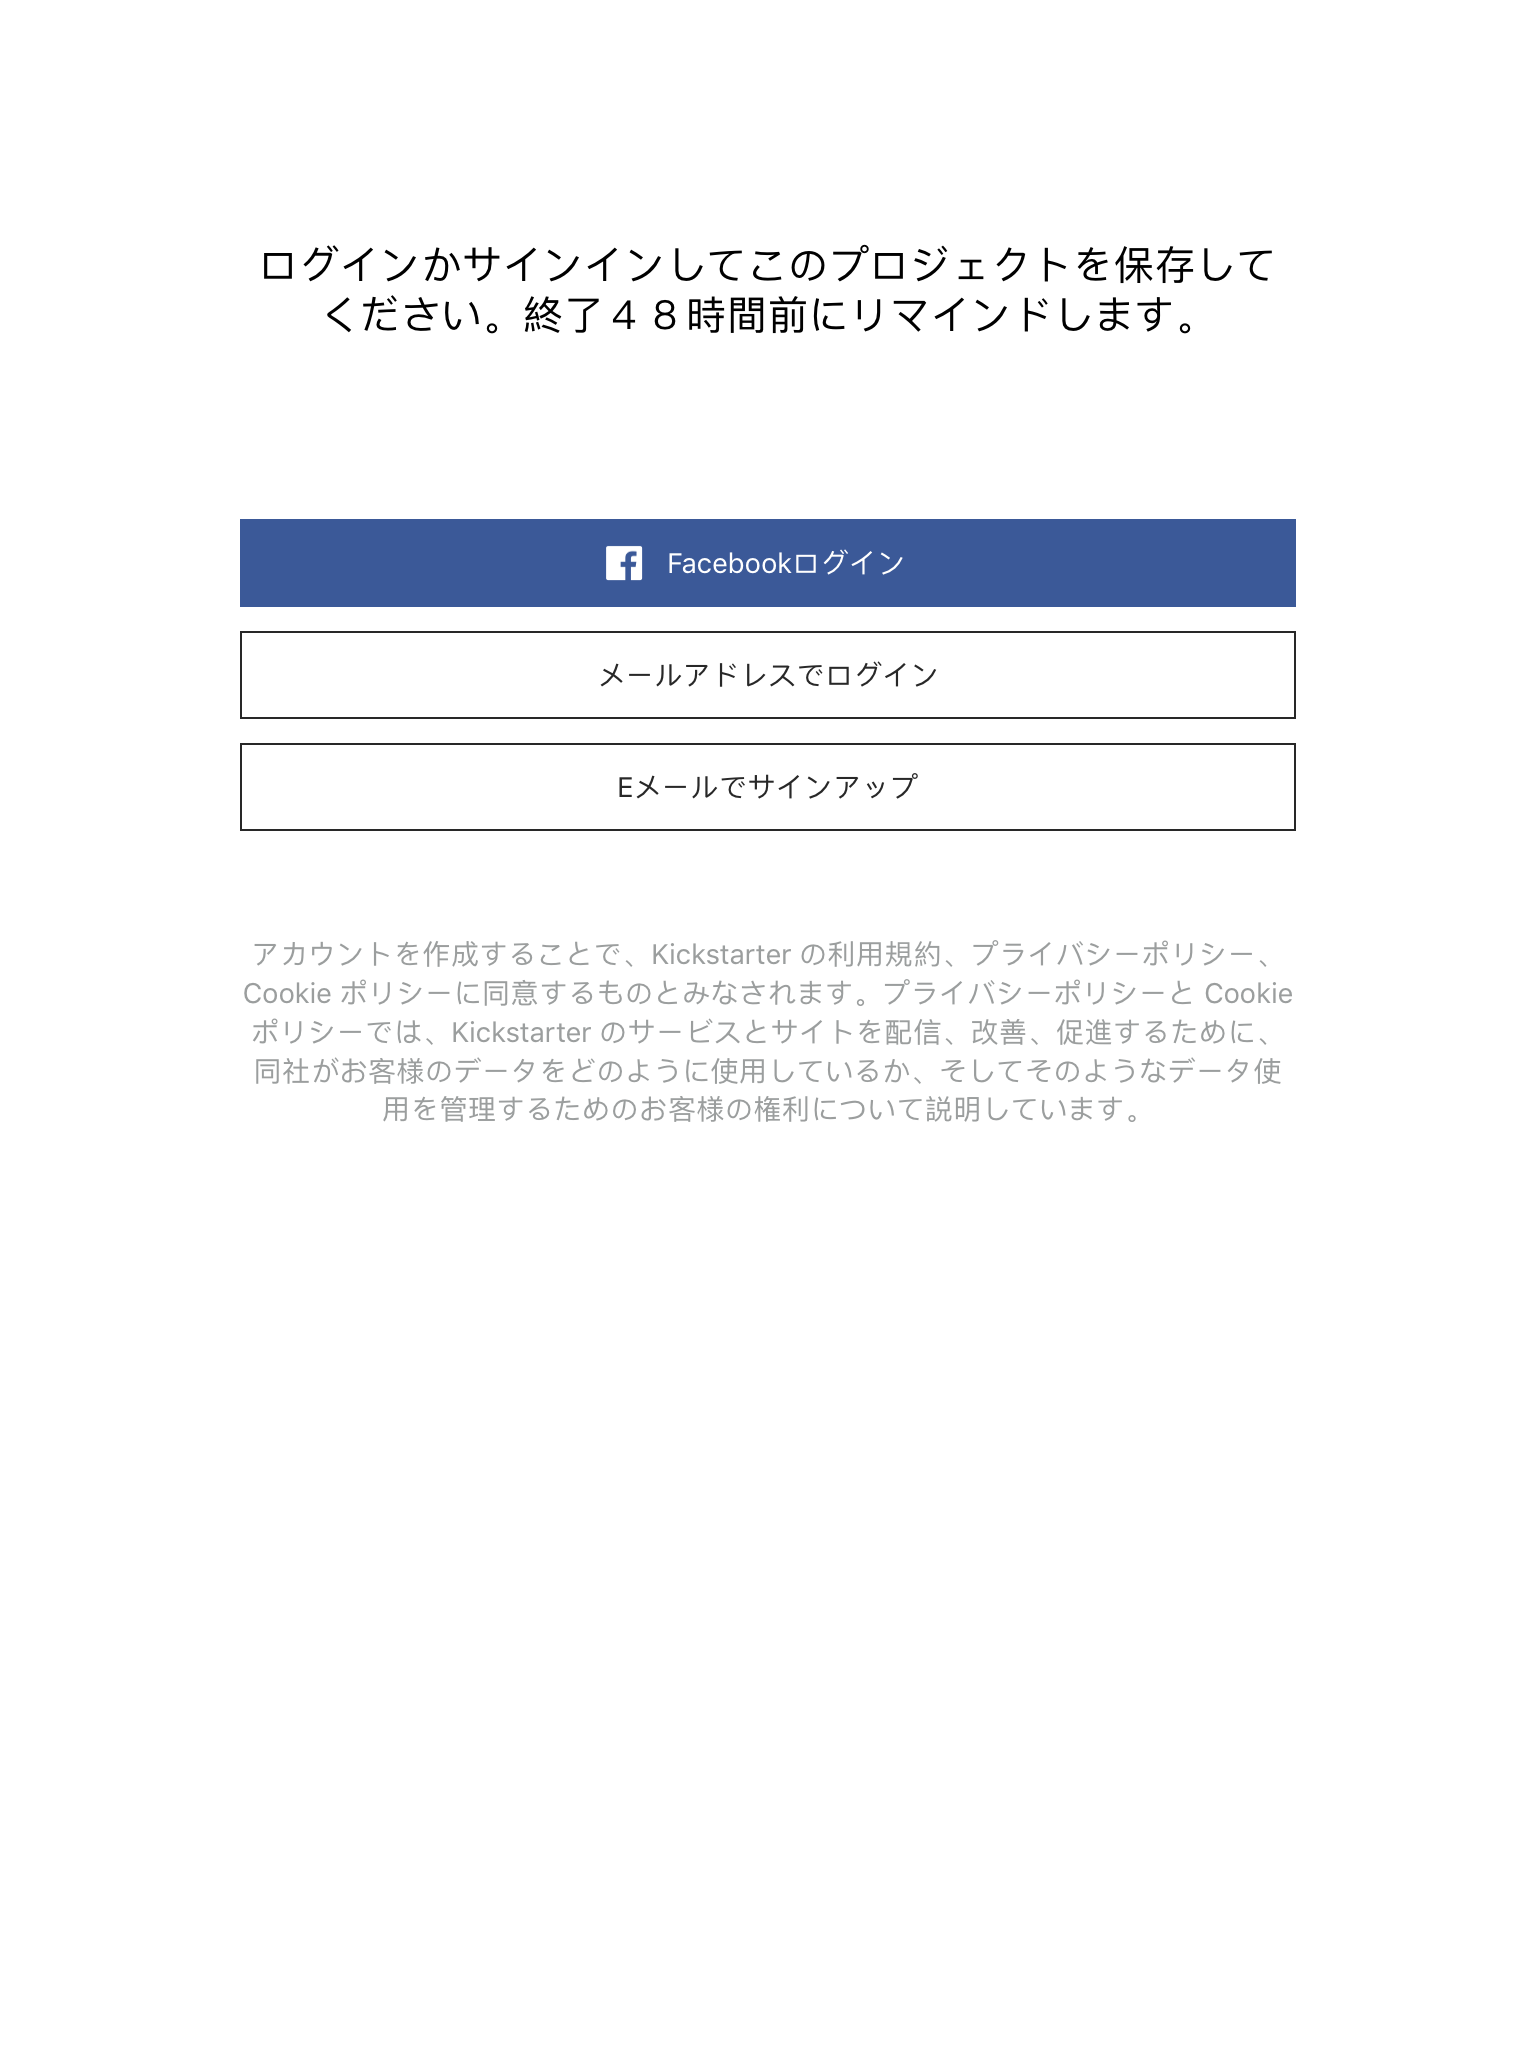 ログインかサインインしてこのプロジェクトを保存して
ください。終了４８時間前にリマインドします。
Facebookログイン
メールアドレスでログイン
Eメールでサインアップ
アカウントを作成することで、Kickstarter の利用規約、プライバシーポリシー、
Cookie ポリシーに同意するものとみなされます。プライバシーポリシーと Cookie
ポリシーでは、Kickstarter のサービスとサイトを配信、改善、促進するために、
同社がお客様のデータをどのように使用しているか、そしてそのようなデータ使
用を管理するためのお客様の権利について説明しています。